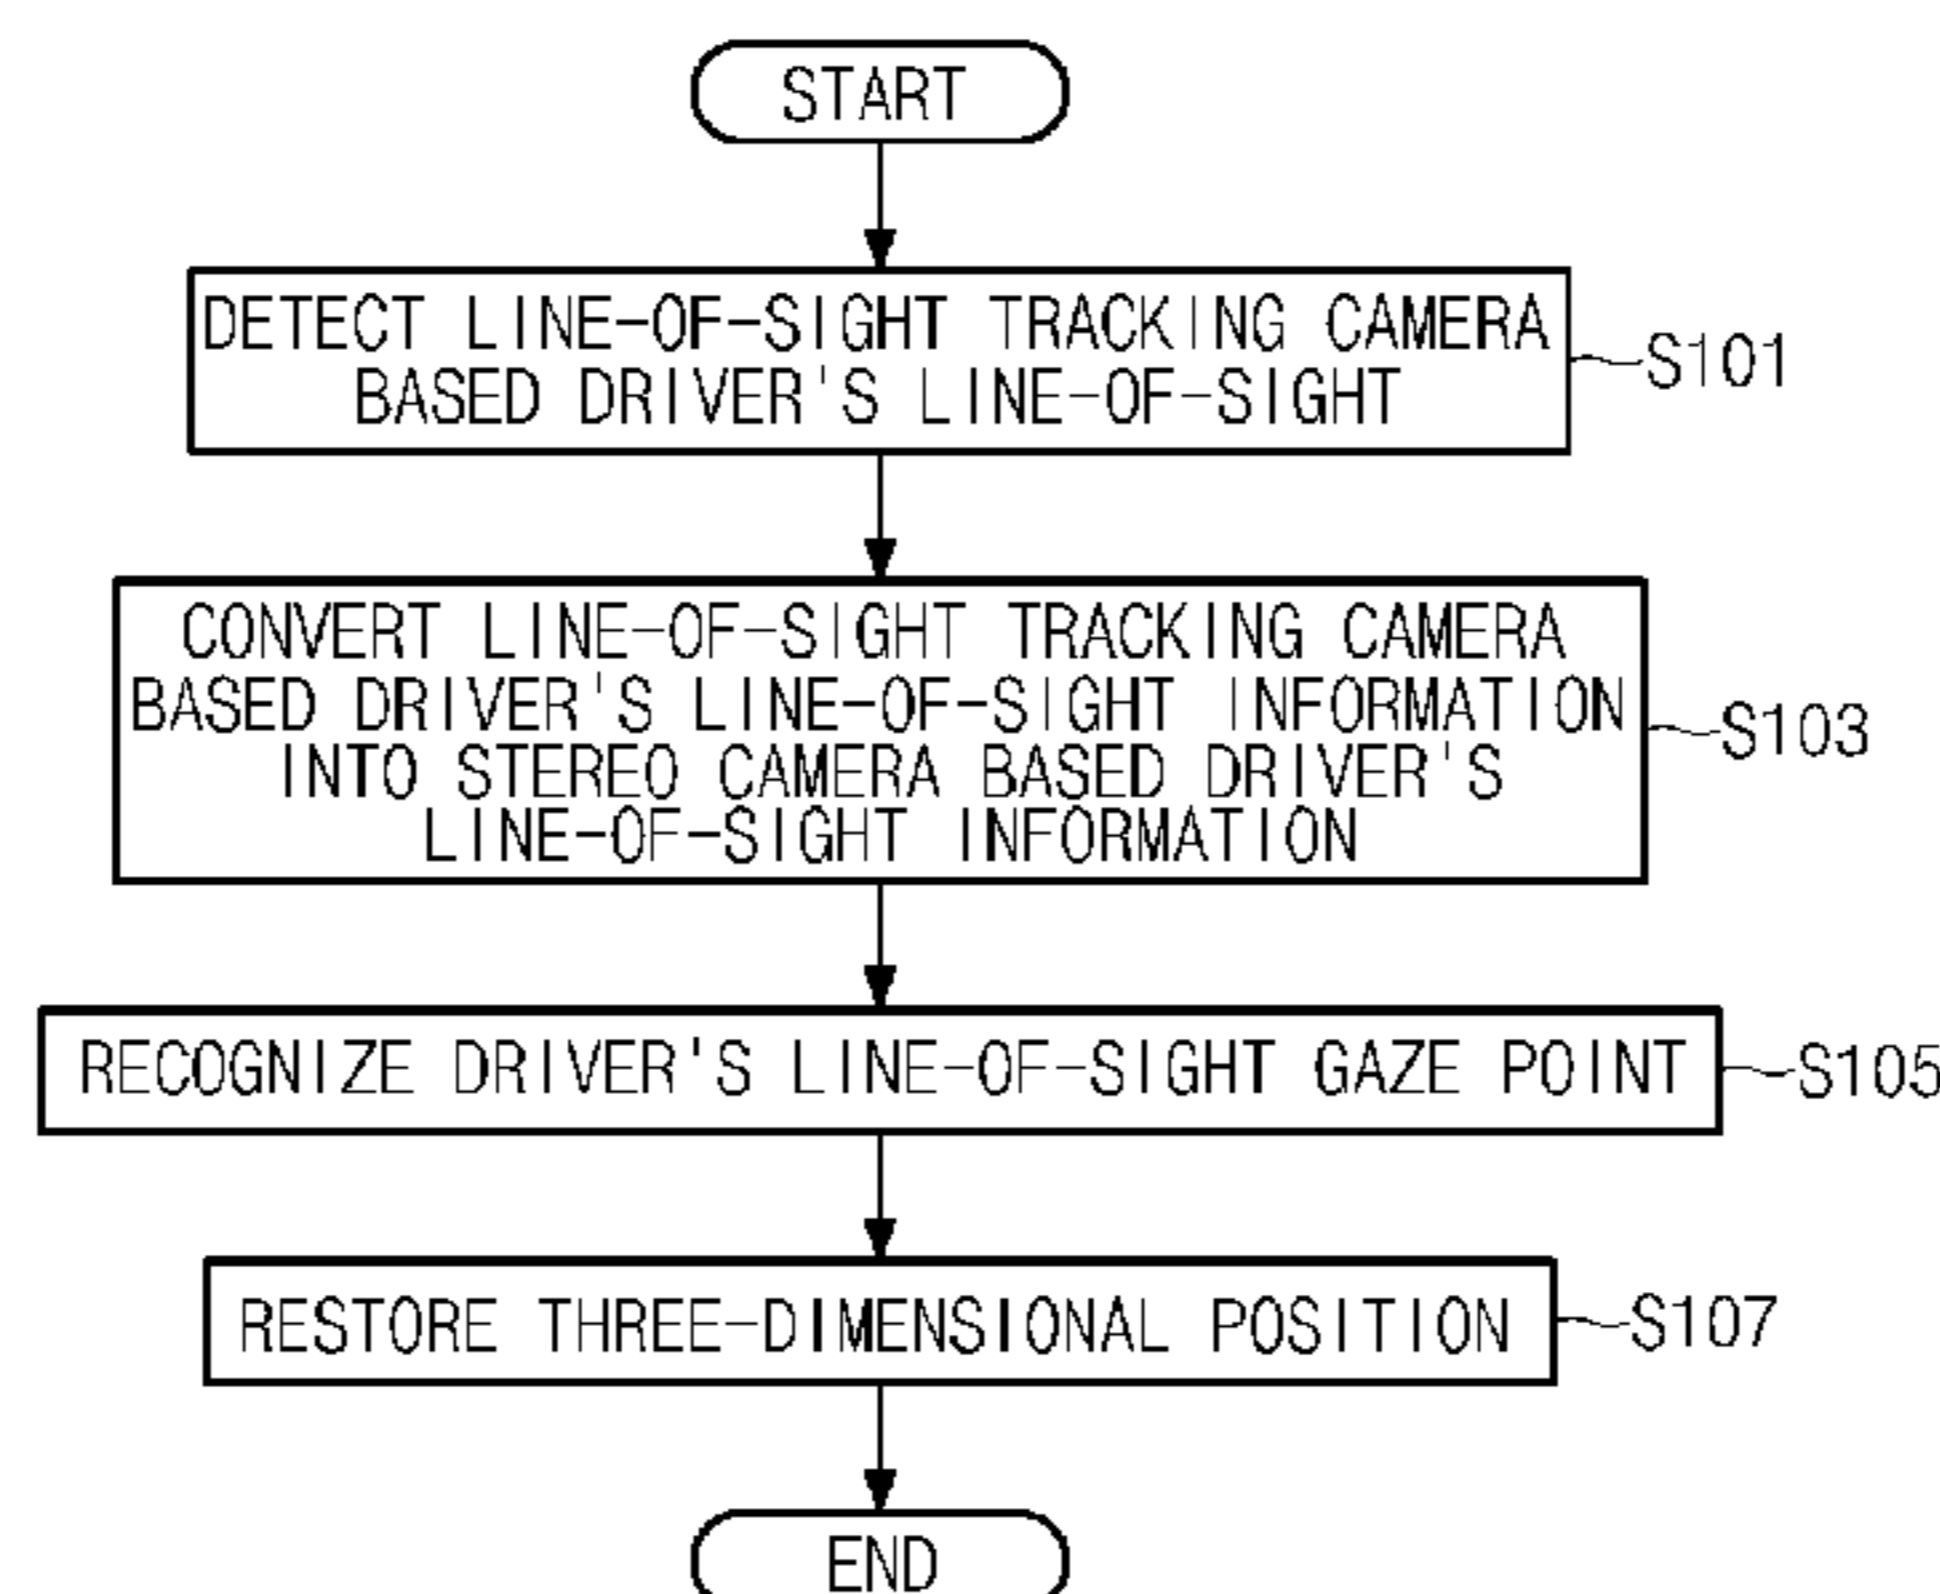 START
DETECT LINE-OF-SIGHT TRACKING CAMERA
BASED DRIVER'S LINE-OF-SIGHT
S101
CONVERT LINE-OF-SIGHT TRACKING CAMERA
BASED DRIVER'S LINE-OF-SIGHT INFORMATION
INTO STEREO CAMERA BASED DRIVER'S
LINE-OF-SIGHT INFORMATION
S103
RECOGNIZE DRIVER'S LINE-OF-SIGHT GAZE POINT
S105
RESTORE THREE-DIMENSIONAL POSITION
S107
END